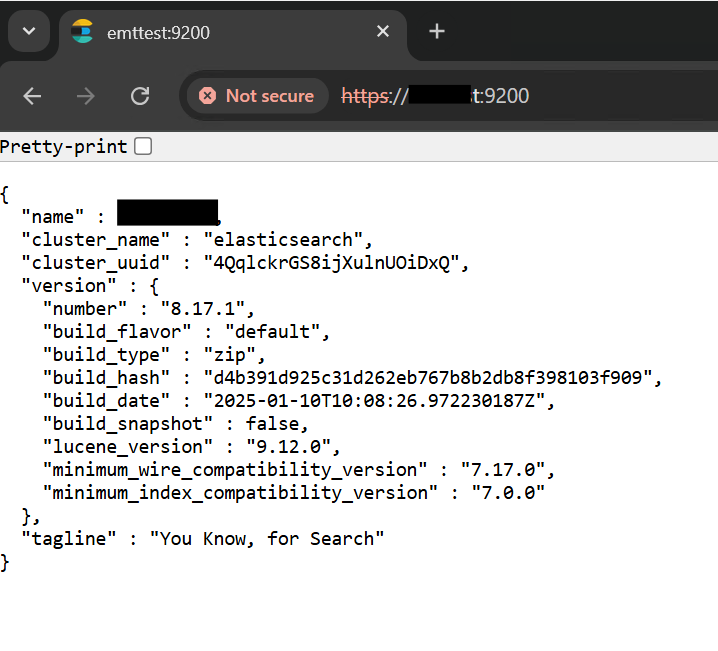 emttest:9200
Not secure
https://t:9200
Pretty-print
{
"name" : ,
"cluster_name" : "elasticsearch",
"cluster_uuid" : "4QqlckrGS8ijXulnUOiDxQ",
"version" : {
"number" : "8.17.1",
"build_flavor" : "default",
"build_type" : "zip",
"build_hash" : "d4b391d925c31d262eb767b8b2db8f398103f909",
"build_date" : "2025-01-10T10:08:26.972230187Z",
"build_snapshot" : false,
"lucene_version" : "9.12.0",
"minimum_wire_compatibility_version" : "7.17.0",
"minimum_index_compatibility_version" : "7.0.0"
},
"tagline" : "You Know, for Search"
}